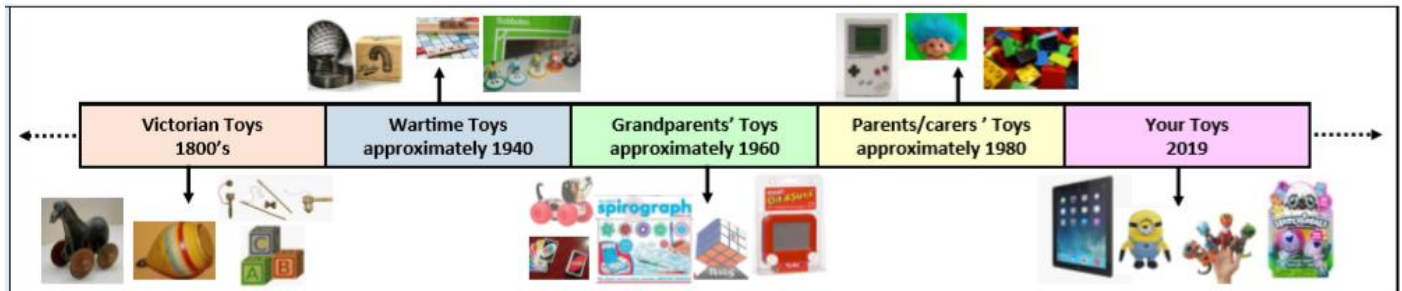 Subbuteo
Victorian Toys
1800's
Wartime Toys
approximately 1940
Grandparents' Toys
approximately 1960
Parents/carers ' Toys
approximately 1980
Your Toys
2019
spirograph
C
A B